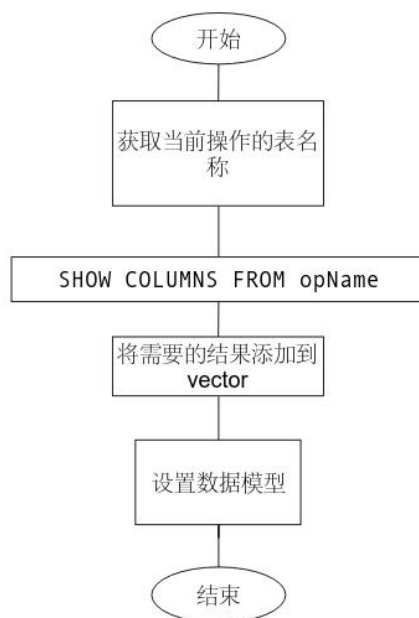 开始
获取当前操作的表名
称
SHOW COLUMNS FROM opName
将需要的结果添加到
vector
设置数据模型
结束